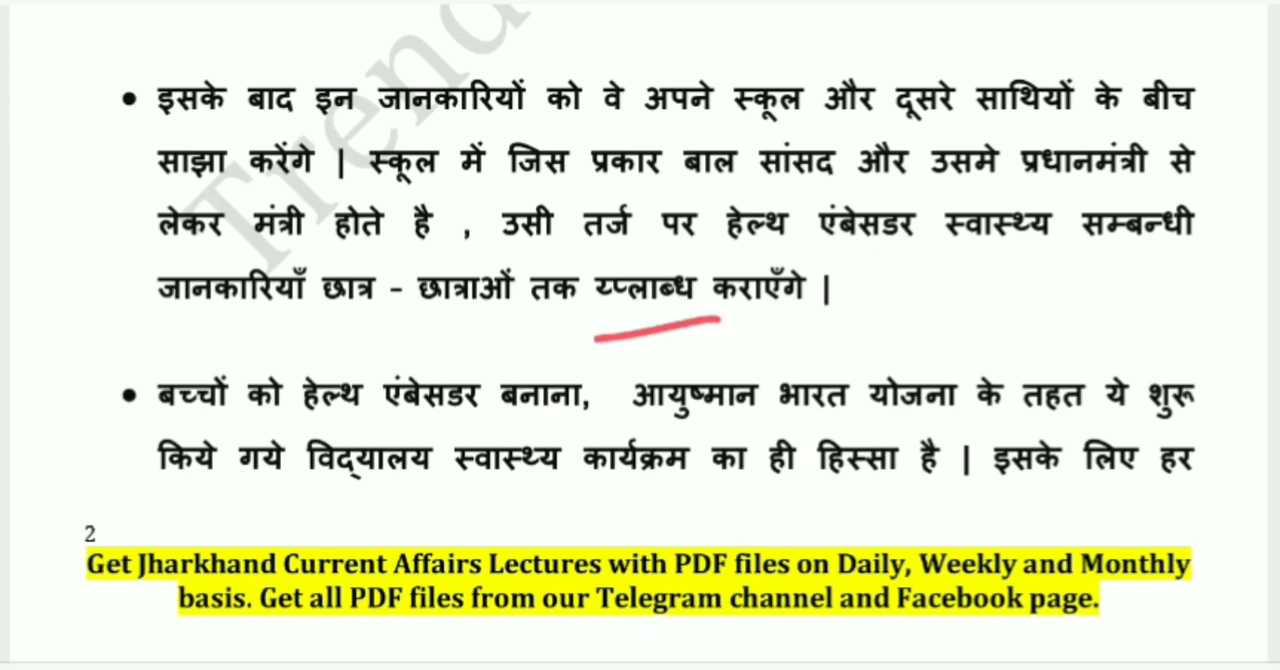 Trend
• इसके बाद इन जानकारियों को वे अपने स्कूल और दूसरे साथियों के बीच
साझा करेंगे | स्कूल में जिस प्रकार बाल सांसद और उसमे प्रधानमंत्री से
लेकर मंत्री होते है , उसी तर्ज पर हेल्थ एंबेसडर स्वास्थ्य सम्बन्धी
जानकारियाँ छात्र – छात्राओं तक य्प्लाब्ध कराएँगे |
• बच्चों को हेल्थ एंबेसडर बनाना, आयुष्मान भारत योजना के तहत ये शुरू
किये गये विद्यालय स्वास्थ्य कार्यक्रम का ही हिस्सा है | इसके लिए हर
2
Get Jharkhand Current Affairs Lectures with PDF files on Daily, Weekly and Monthly
basis. Get all PDF files from our Telegram channel and Facebook page.